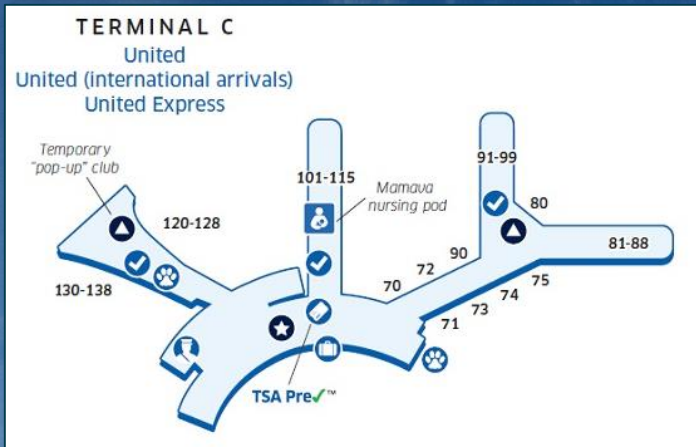 TERMINAL C
United
United (international arrivals)
United Express
Temporary
"pop-up" club
101-115
91-99
Mamava
nursing pod
80
120-128
81-88
90
72
70
130-138
75
74
73
71
TSA Pre✓™